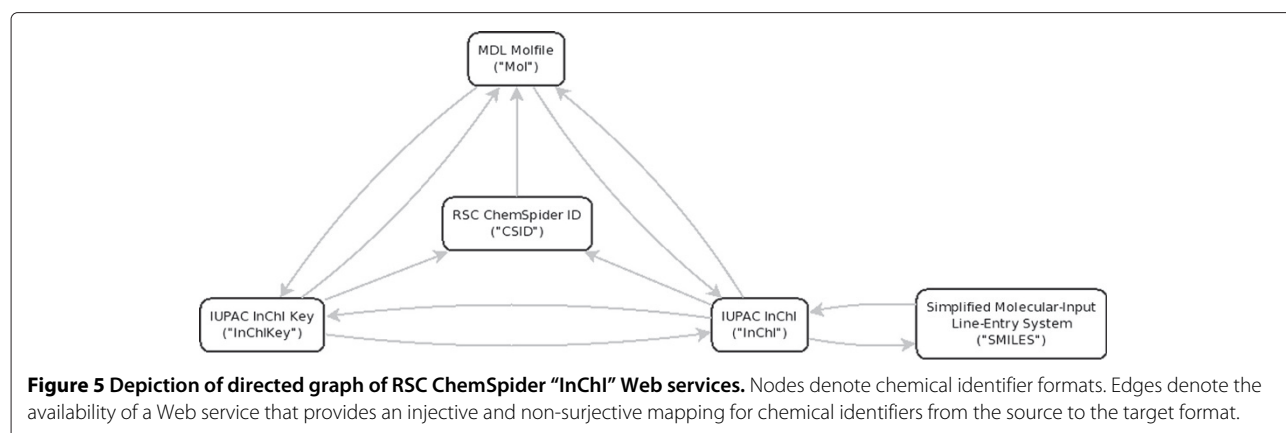 MDL Molfile
("Mol")
RSC ChemSpider ID
("CSID")
IUPAC InChI Key
("InChIKey")
IUPAC InChI
("InChI")
Simplified Molecular-Input
Line-Entry System
("SMILES")
Figure 5 Depiction of directed graph of RSC ChemSpider “InChI” Web services. Nodes denote chemical identifier formats. Edges denote the
availability of a Web service that provides an injective and non-surjective mapping for chemical identifiers from the source to the target format.